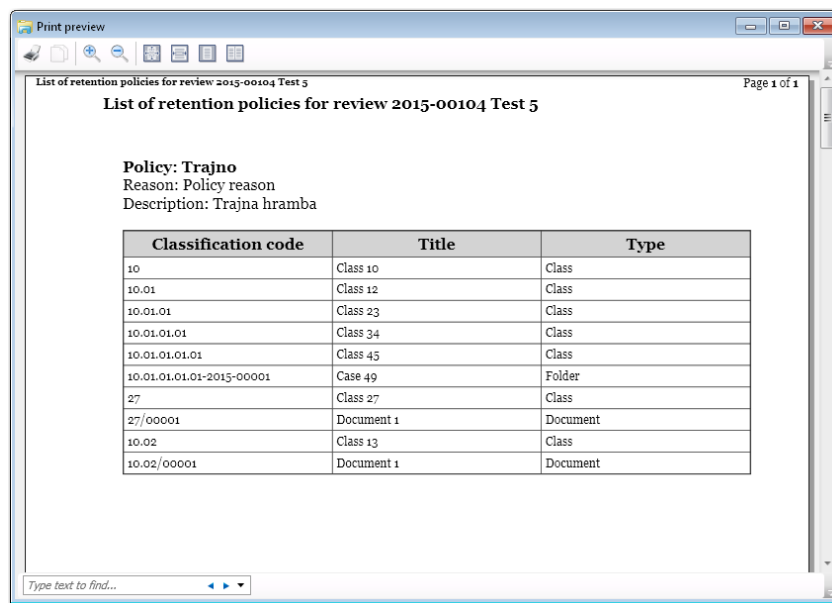 Print preview
List of retention policies for review 2015-00104 Test 5 Page 1 of 1
List of retention policies for review 2015-00104 Test 5
Policy: Trajno
Reason: Policy reason
Description: Trajna hramba
Classification code Title Type
10 Class 10 Class
10.01 Class 12 Class
10.01.01 Class 23 Class
10.01.01.01 Class 34 Class
10.01.01.01.01 Class 45 Class
10.01.01.01.01-2015-00001 Case 49 Folder
27 Class 27 Class
27/00001 Document 1 Document
10.02 Class 13 Class
10.02/00001 Document 1 Document
Type text to find...